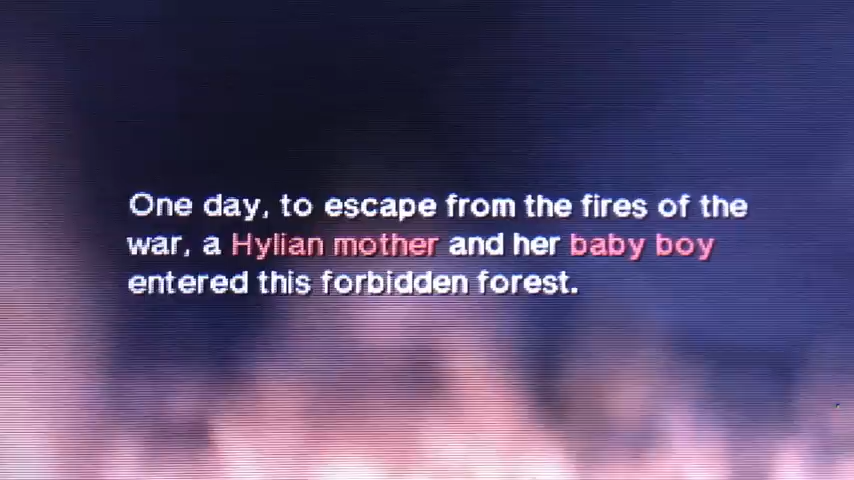 One day, to escape from the fires of the
war, a Hylian mother and her baby boy
entered this forbidden forest.